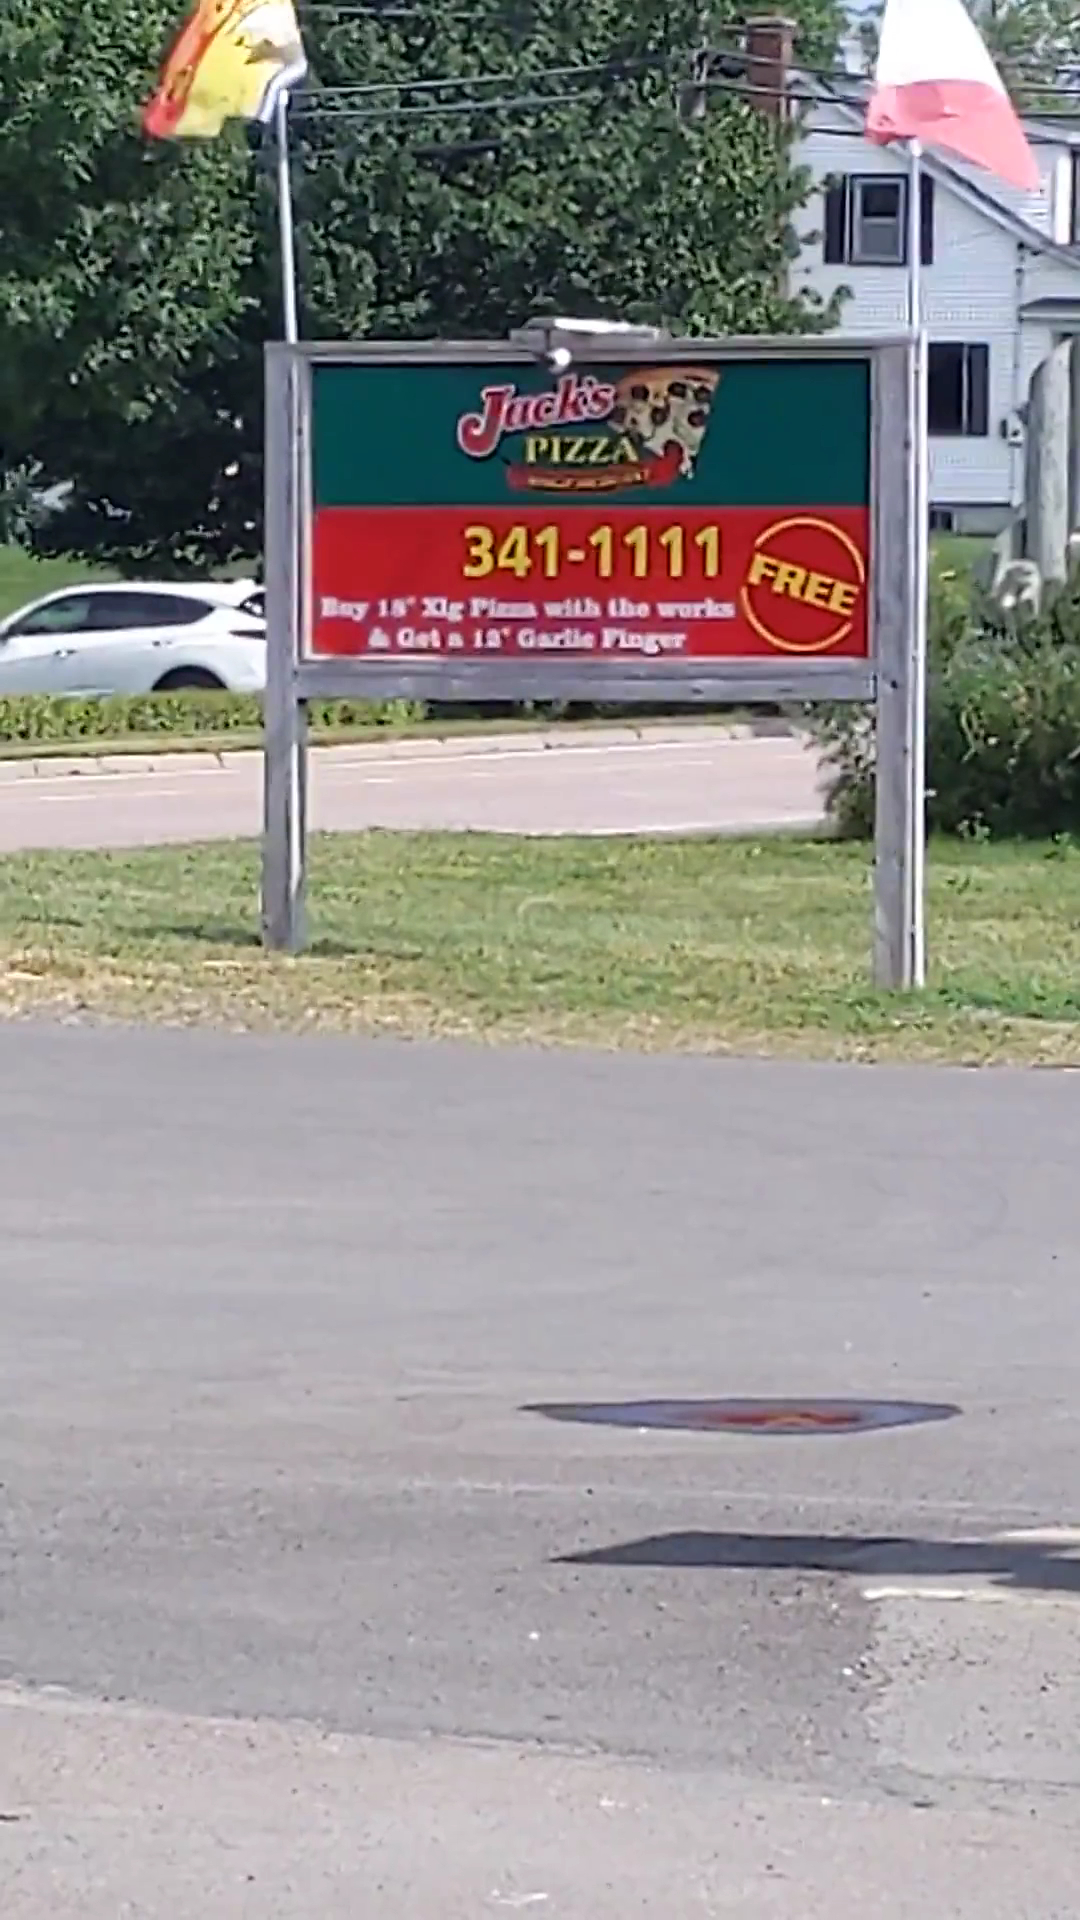 Jack's
PIZZA
341-1111
FREE
Buy 18" Xlg Pizza with the works
& Get a 12" Garlic Finger